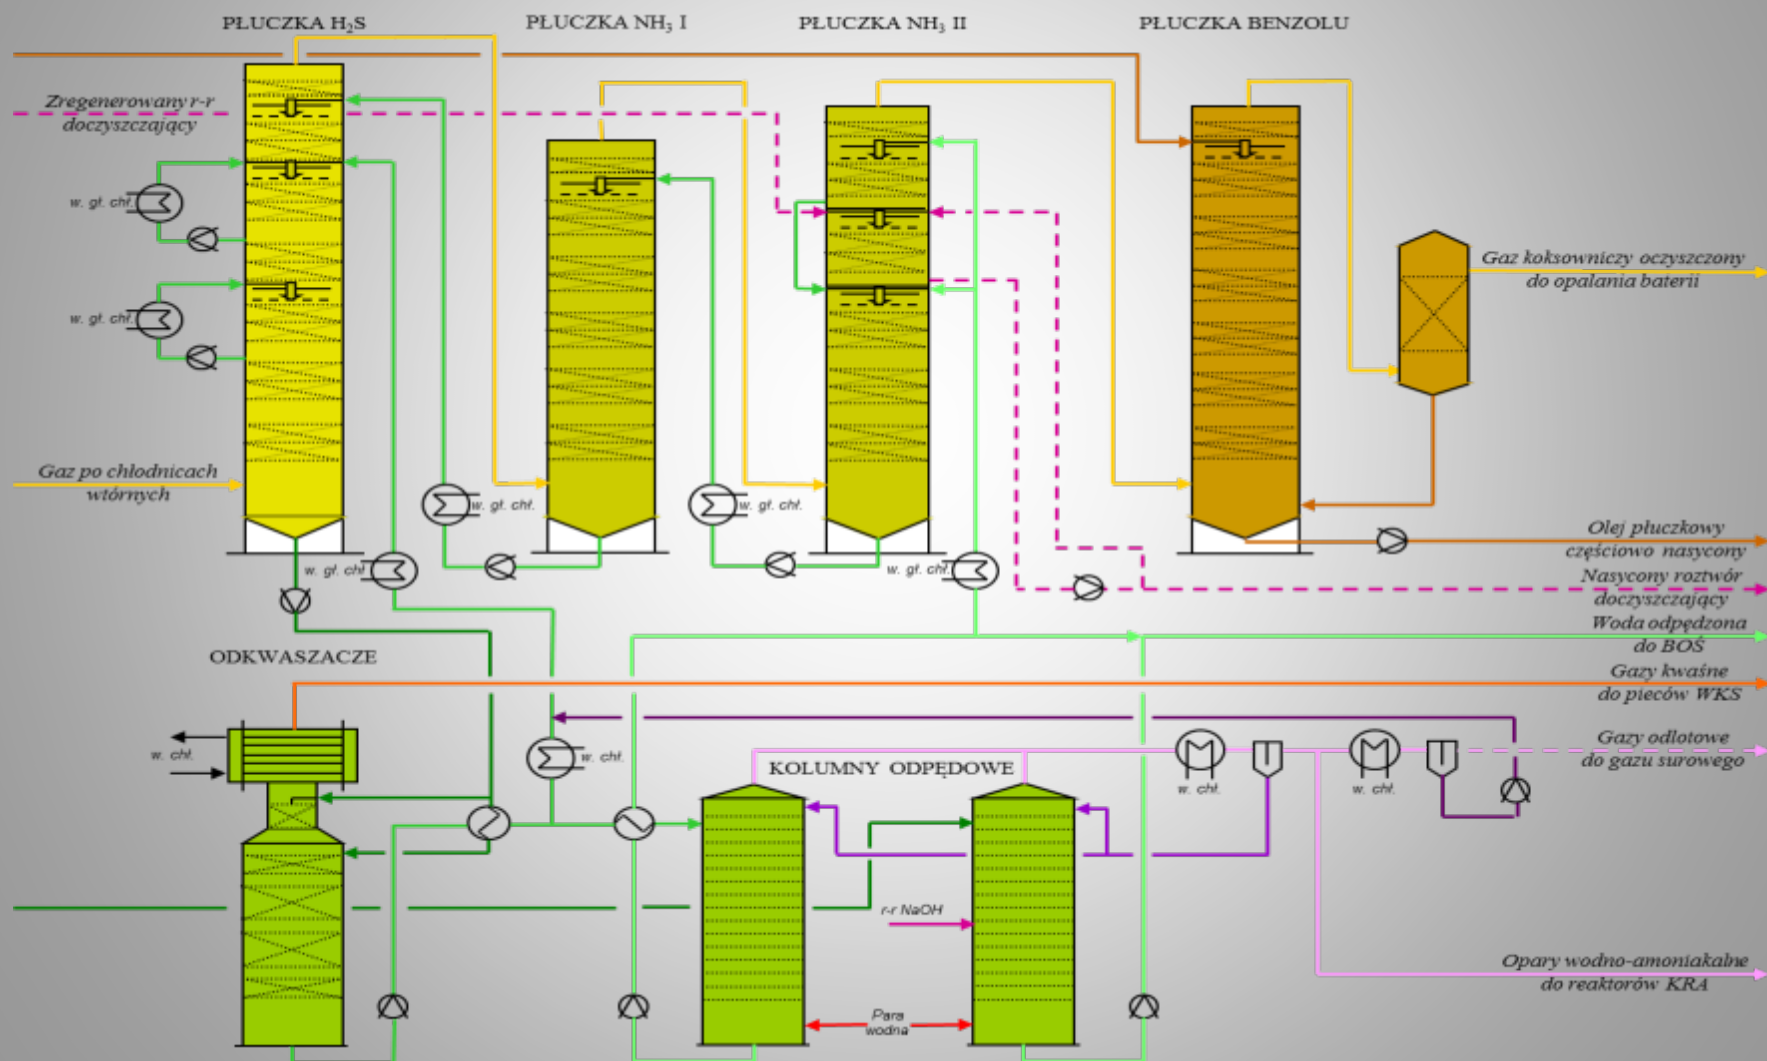 PŁUCZKA H₂S
PŁUCZKA NH₃ I
PŁUCZKA NH₃ II
PŁUCZKA BENZOLU
Zregenerowany r-r
doczyszczający
w. gł. chł.
w. gł. chł.
Gaz po chłodnicach
wtórnych
w. gł. chł.
w. gł. chł.
w. gł. chł
w. gł. chł.
Gaz koksowniczy oczyszczony
do opalania baterii
Olej płuczkowy
częściowo nasycony
Nasycony roztwór
doczyszczający
Woda odpędzona
do BOŚ
Gazy kwaśne
do pieców WKS
Gazy odlotowe
do gazu surowego
Opary wodno-amoniakalne
do reaktorów KRA
ODKWASZACZE
w. chł.
w. chł.
KOLUMNY ODPĘDOWE
w. chł.
w. chł.
r-r NaOH
Para
wodna